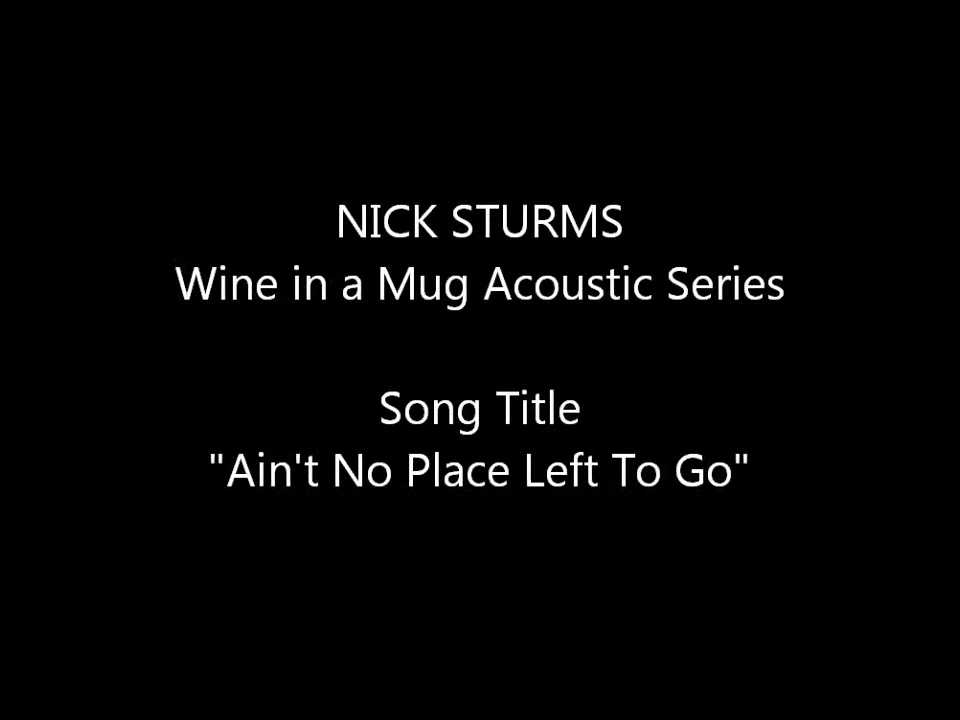 NICK STURMS
Wine in a Mug Acoustic Series
Song Title
"Ain't No Place Left To Go"